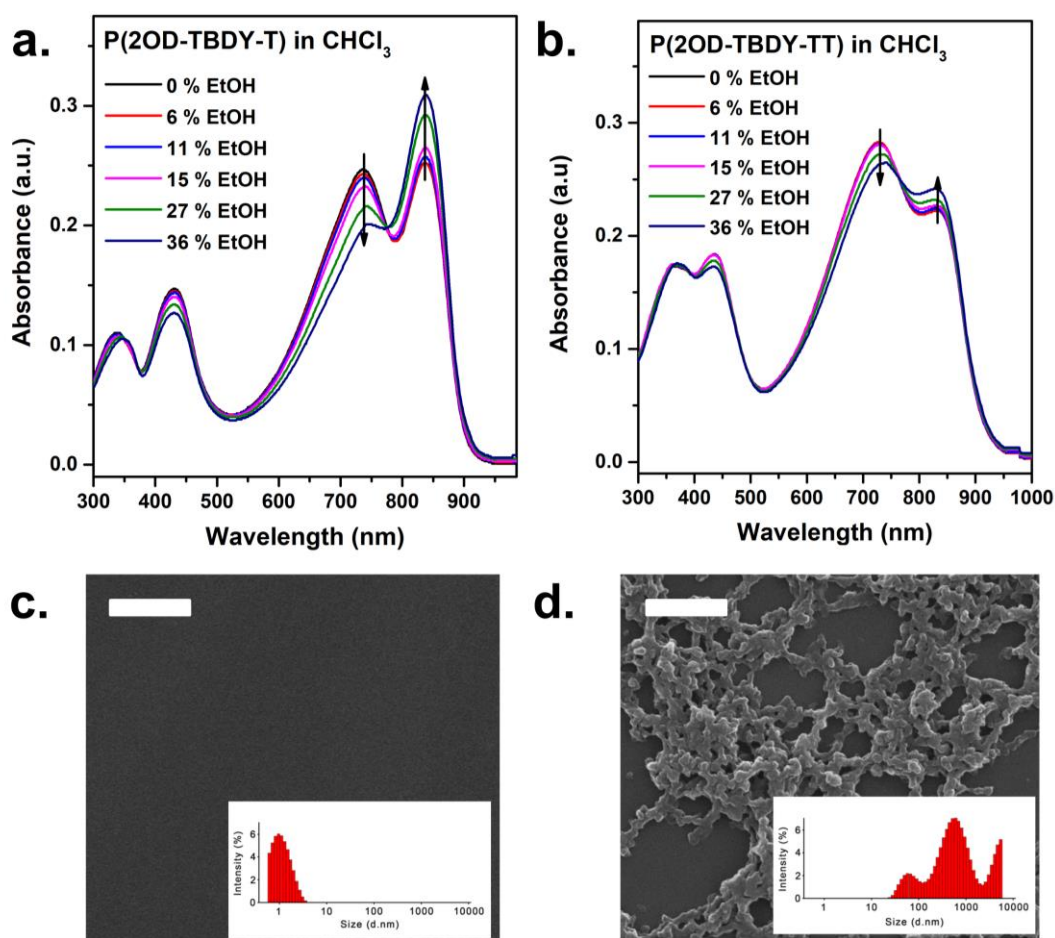 a.
P(2OD-TBDY-T) in CHCl₃
0 % EtOH
6 % EtOH
11 % EtOH
15 % EtOH
27 % EtOH
36 % EtOH
Absorbance (a.u.)
0.3
0.2
0.1
0.0
300 400 500 600 700 800 900
Wavelength (nm)
b.
P(2OD-TBDY-TT) in CHCl₃
0 % EtOH
6 % EtOH
11 % EtOH
15 % EtOH
27 % EtOH
36 % EtOH
Absorbance (a.u)
0.3
0.2
0.1
0.0
300 400 500 600 700 800 900 1000
Wavelength (nm)
c.
Intensity (%)
6
4
2
0
1 10 100 1000 10000
Size (d.nm)
d.
Intensity (%)
6
4
2
0
1 10 100 1000 10000
Size (d.nm)